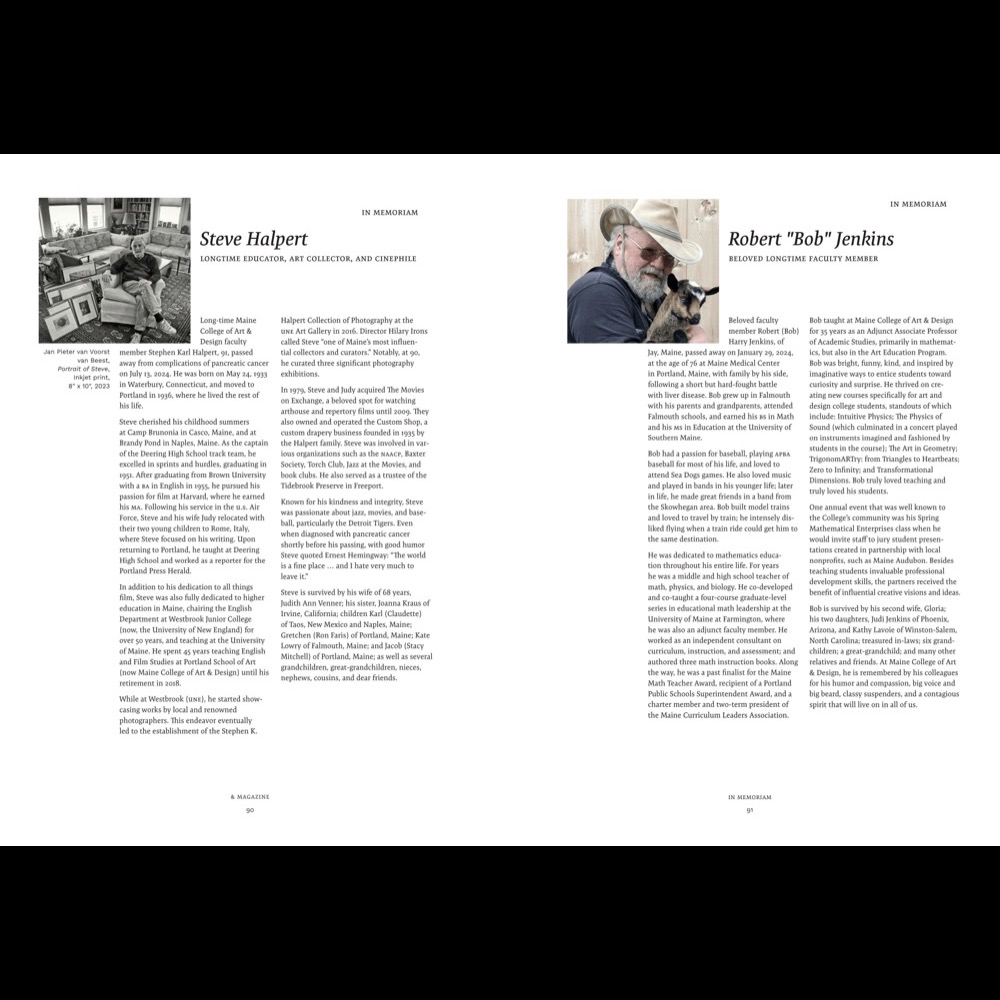 IN MEMORIAM
Steve Halpert
LONGTIME EDUCATOR, ART COLLECTOR, AND CINEPHILE
Jan Pieter van Voorst
van Beest,
Portrait of Steve,
Inkjet print,
8" x 10", 2023
Long-time Maine
College of Art &
Design faculty
member Stephen Karl Halpert, 91, passed
away from complications of pancreatic cancer
on July 13, 2024. He was born on May 24, 1933
in Waterbury, Connecticut, and moved to
Portland in 1936, where he lived the rest of
his life.
Steve cherished his childhood summers
at Camp Brunonia in Casco, Maine, and at
Brandy Pond in Naples, Maine. As the captain
of the Deering High School track team, he
excelled in sprints and hurdles, graduating in
1951. After graduating from Brown University
with a BA in English in 1955, he pursued his
passion for film at Harvard, where he earned
his MA. Following his service in the U.S. Air
Force, Steve and his wife Judy relocated with
their two young children to Rome, Italy,
where Steve focused on his writing. Upon
returning to Portland, he taught at Deering
High School and worked as a reporter for the
Portland Press Herald.
In addition to his dedication to all things
film, Steve was also fully dedicated to higher
education in Maine, chairing the English
Department at Westbrook Junior College
(now, the University of New England) for
over 50 years, and teaching at the University
of Maine. He spent 45 years teaching English
and Film Studies at Portland School of Art
(now Maine College of Art & Design) until his
retirement in 2018.
While at Westbrook (UNE), he started show-
casing works by local and renowned
photographers. This endeavor eventually
led to the establishment of the Stephen K.
Halpert Collection of Photography at the
UNE Art Gallery in 2016. Director Hilary Irons
called Steve "one of Maine's most influen-
tial collectors and curators." Notably, at 90,
he curated three significant photography
exhibitions.
In 1979, Steve and Judy acquired The Movies
on Exchange, a beloved spot for watching
arthouse and repertory films until 2009. They
also owned and operated the Custom Shop, a
custom drapery business founded in 1935 by
the Halpert family. Steve was involved in var-
ious organizations such as the NAACP, Baxter
Society, Torch Club, Jazz at the Movies, and
book clubs. He also served as a trustee of the
Tidebrook Preserve in Freeport.
Known for his kindness and integrity, Steve
was passionate about jazz, movies, and base-
ball, particularly the Detroit Tigers. Even
when diagnosed with pancreatic cancer
shortly before his passing, with good humor
Steve quoted Ernest Hemingway: "The world
is a fine place ... and I hate very much to
leave it."
Steve is survived by his wife of 68 years,
Judith Ann Venner; his sister, Joanna Kraus of
Irvine, California; children Karl (Claudette)
of Taos, New Mexico and Naples, Maine;
Gretchen (Ron Faris) of Portland, Maine; Kate
Lowry of Falmouth, Maine; and Jacob (Stacy
Mitchell) of Portland, Maine; as well as several
grandchildren, great-grandchildren, nieces,
nephews, cousins, and dear friends.
& MAGAZINE
90
IN MEMORIAM
Robert "Bob" Jenkins
BELOVED LONGTIME FACULTY MEMBER
Beloved faculty
member Robert (Bob)
Harry Jenkins, of
Jay, Maine, passed away on January 29, 2024,
at the age of 76 at Maine Medical Center
in Portland, Maine, with family by his side,
following a short but hard-fought battle
with liver disease. Bob grew up in Falmouth
with his parents and grandparents, attended
Falmouth schools, and earned his BS in Math
and his MS in Education at the University of
Southern Maine.
Bob had a passion for baseball, playing APBA
baseball for most of his life, and loved to
attend Sea Dogs games. He also loved music
and played in bands in his younger life; later
in life, he made great friends in a band from
the Skowhegan area. Bob built model trains
and loved to travel by train; he intensely dis-
liked flying when a train ride could get him to
the same destination.
He was dedicated to mathematics educa-
tion throughout his entire life. For years
he was a middle and high school teacher of
math, physics, and biology. He co-developed
and co-taught a four-course graduate-level
series in educational math leadership at the
University of Maine at Farmington, where
he was also an adjunct faculty member. He
worked as an independent consultant on
curriculum, instruction, and assessment; and
authored three math instruction books. Along
the way, he was a past finalist for the Maine
Math Teacher Award, recipient of a Portland
Public Schools Superintendent Award, and a
charter member and two-term president of
the Maine Curriculum Leaders Association.
Bob taught at Maine College of Art & Design
for 35 years as an Adjunct Associate Professor
of Academic Studies, primarily in mathemat-
ics, but also in the Art Education Program.
Bob was bright, funny, kind, and inspired by
imaginative ways to entice students toward
curiosity and surprise. He thrived on cre-
ating new courses specifically for art and
design college students, standouts of which
include: Intuitive Physics; The Physics of
Sound (which culminated in a concert played
on instruments imagined and fashioned by
students in the course); The Art in Geometry;
TrigonomARTry: from Triangles to Heartbeats;
Zero to Infinity; and Transformational
Dimensions. Bob truly loved teaching and
truly loved his students.
One annual event that was well known to
the College's community was his Spring
Mathematical Enterprises class when he
would invite staff to jury student presen-
tations created in partnership with local
nonprofits, such as Maine Audubon. Besides
teaching students invaluable professional
development skills, the partners received the
benefit of influential creative visions and ideas.
Bob is survived by his second wife, Gloria;
his two daughters, Judi Jenkins of Phoenix,
Arizona, and Kathy Lavoie of Winston-Salem,
North Carolina; treasured in-laws; six grand-
children; a great-grandchild; and many other
relatives and friends. At Maine College of Art
& Design, he is remembered by his colleagues
for his humor and compassion, big voice and
big beard, classy suspenders, and a contagious
spirit that will live on in all of us.
IN MEMORIAM
91